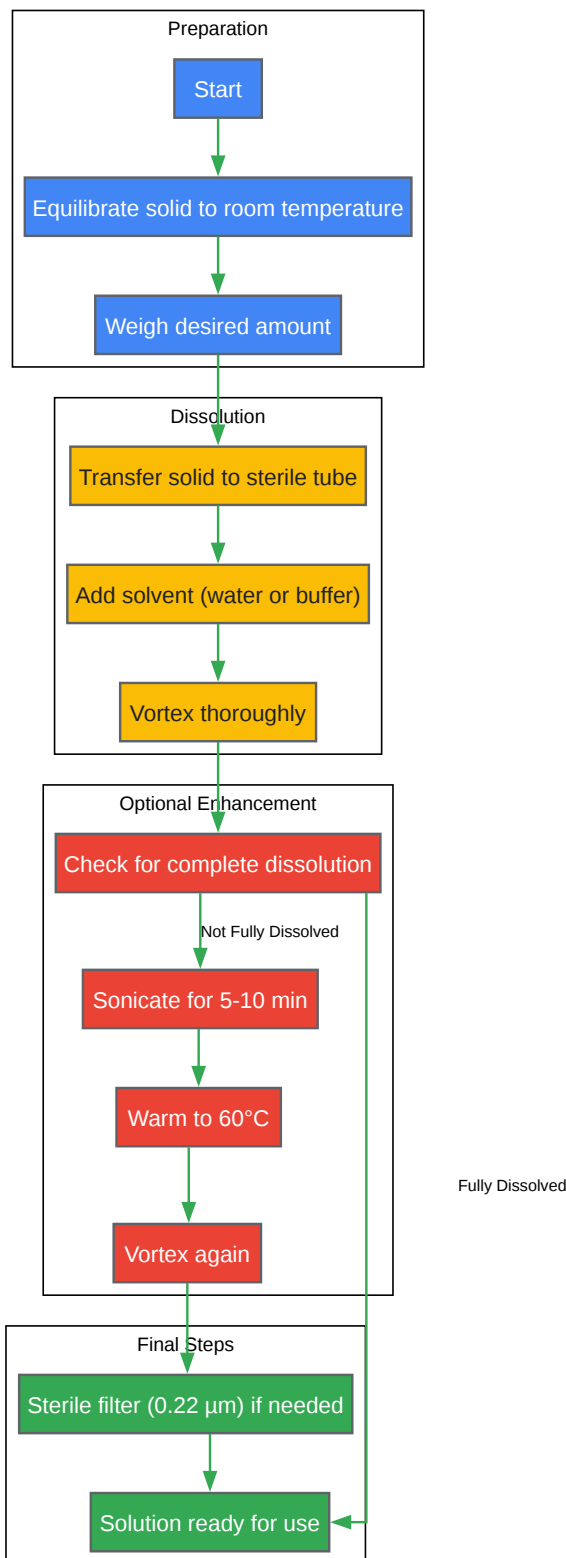 Preparation
Start
Equilibrate solid to room temperature
Weigh desired amount
Dissolution
Transfer solid to sterile tube
Add solvent (water or buffer)
Vortex thoroughly
Optional Enhancement
Check for complete dissolution
Not Fully Dissolved
Sonicate for 5-10 min
Warm to 60°C
Fully Dissolved
Vortex again
Final Steps
Sterile filter (0.22 µm) if needed
Solution ready for use